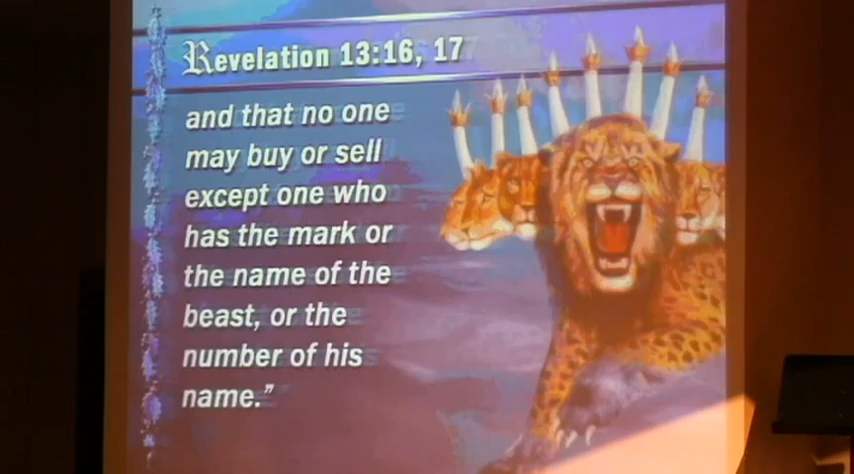 Revelation 13:16, 17
and that no one
may buy or sell
except one who
has the mark or
the name of the
beast, or the
number of his
name.”